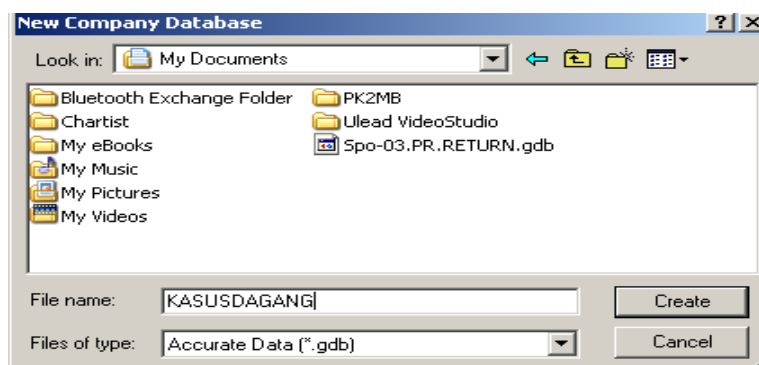 New Company Database
Look in: My Documents
Bluetooth Exchange Folder
Chartist
My eBooks
My Music
My Pictures
My Videos
PK2MB
Ulead VideoStudio
Spo-03.PR.RETURN.gdb
File name: KASUSDAGANG Create
Files of type: Accurate Data (*.gdb) Cancel